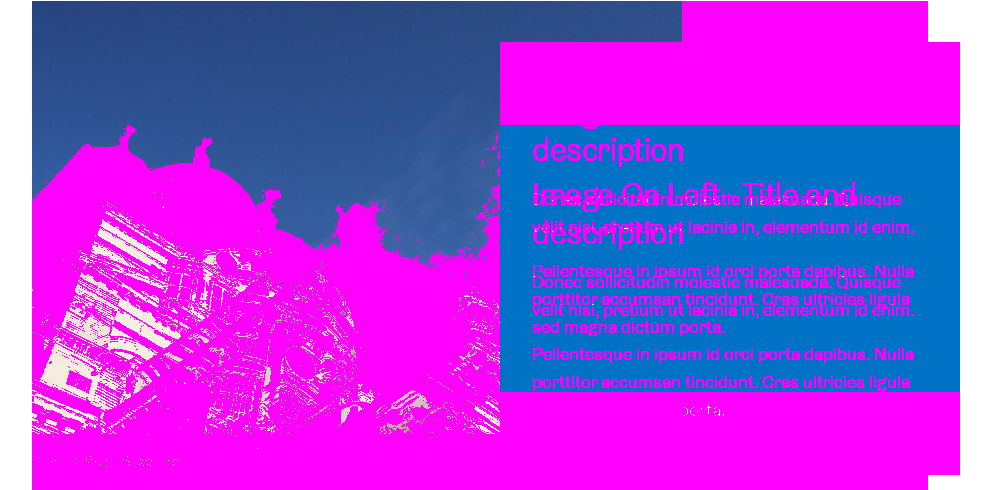 description
Image On Left, Title and
description
Donec sollicitudin molestie malesuada. Quisque
velit nisi, pretium ut lacinia in, elementum id enim.
Pellentesque in ipsum id orci porta dapibus. Nulla
Donec sollicitudin molestie malesuada. Quisque
porttitor accumsan tincidunt. Cras ultricies ligula
velit nisi, pretium ut lacinia in, elementum id enim.
sed magna dictum porta.
Pellentesque in ipsum id orci porta dapibus. Nulla
porttitor accumsan tincidunt. Cras ultricies ligula
porta.